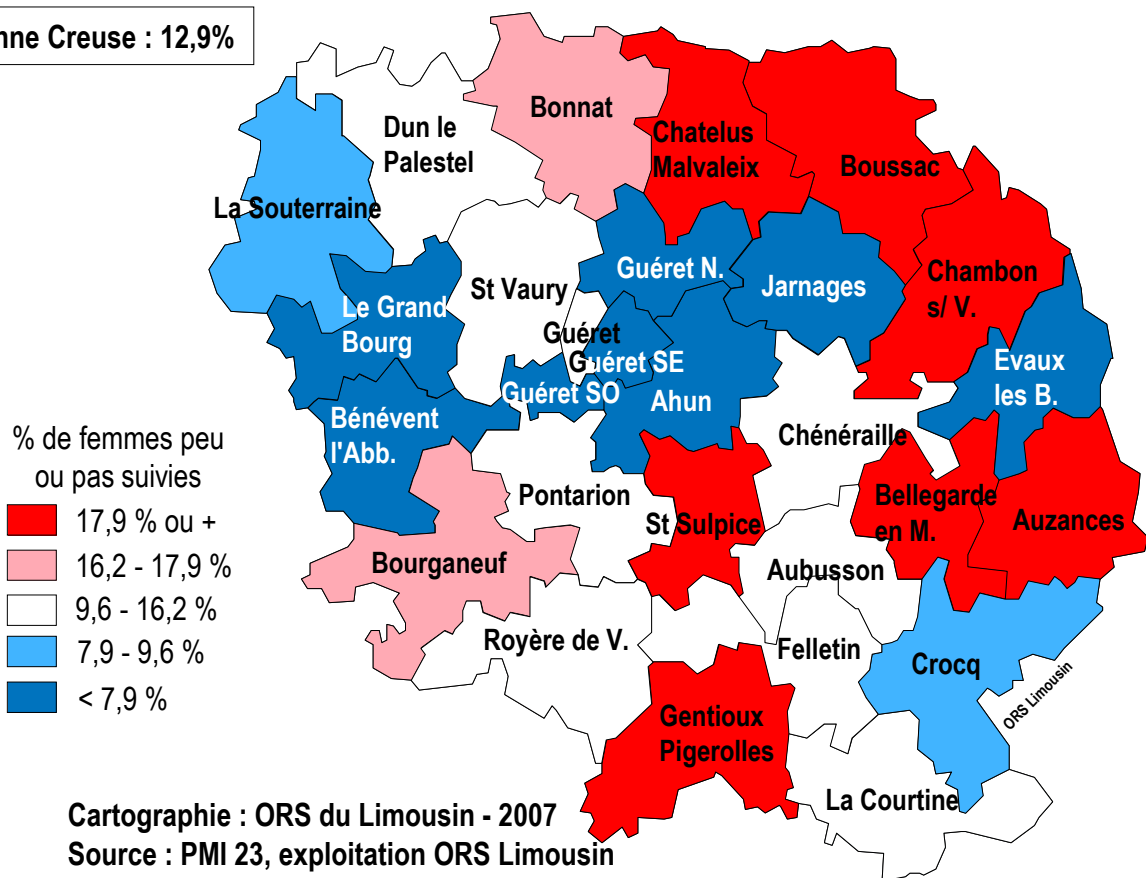 nne Creuse : 12,9%
Bonnat
Dun le
Palestel
Chatelus
Malvaleix
Boussac
La Souterraine
Guéret N.
St Vaury
Jarnages
Chambon
s/ V.
Le Grand
Bourg
Guéret
Guéret SE
Evaux
les B.
Guéret SO
Ahun
Bénévent
l'Abb.
Chénéraille
% de femmes peu
ou pas suivies
17,9 % ou +
16,2 - 17,9 %
9,6 - 16,2 %
7,9 - 9,6 %
< 7,9 %
Pontarion
St Sulpice
Bellegarde
en M.
Auzances
Bourganeuf
Aubusson
Royère de V.
Felletin
Crocq
ORS Limousin
Gentioux
Pigerolles
La Courtine
Cartographie : ORS du Limousin - 2007
Source : PMI 23, exploitation ORS Limousin